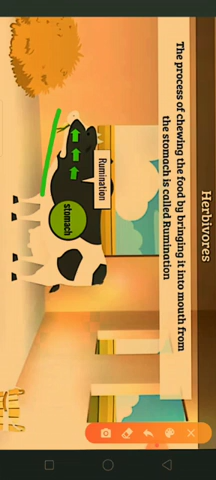 Herbivores
The process of chewing the food by bringing it into mouth from
the stomach is called Rumination
Rumination
stomach